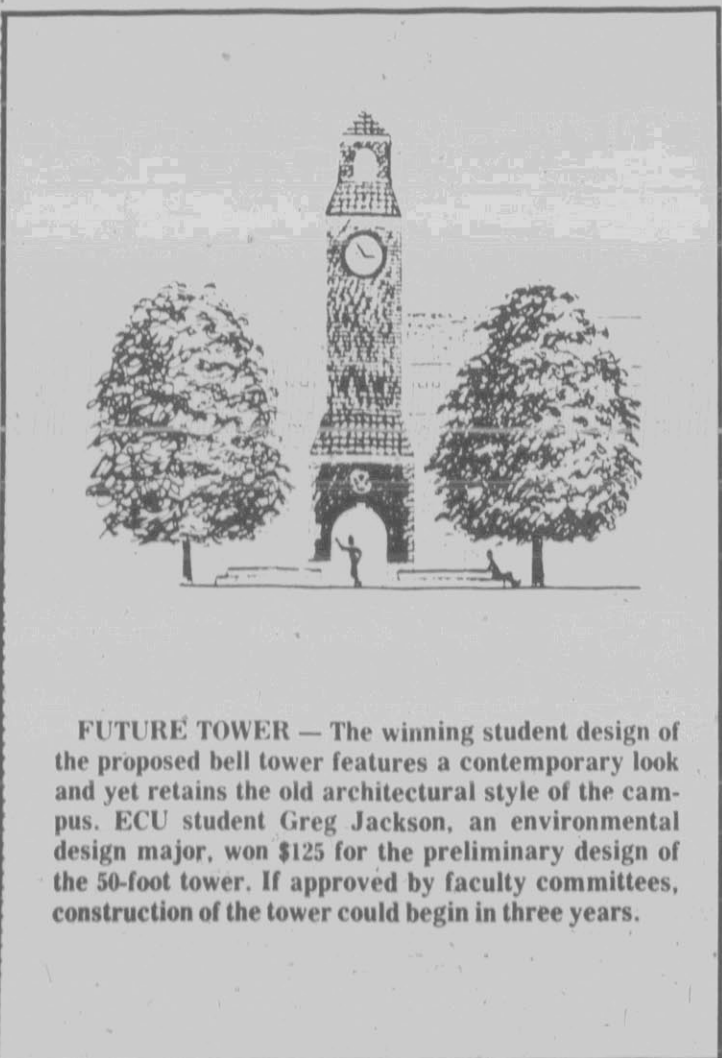 FUTURE TOWER — The winning student design of
the proposed bell tower features a contemporary look
and yet retains the old architectural style of the cam-
pus. ECU student Greg Jackson, an environmental
design major, won $125 for the preliminary design of
the 50-foot tower. If approved by faculty committees,
construction of the tower could begin in three years.